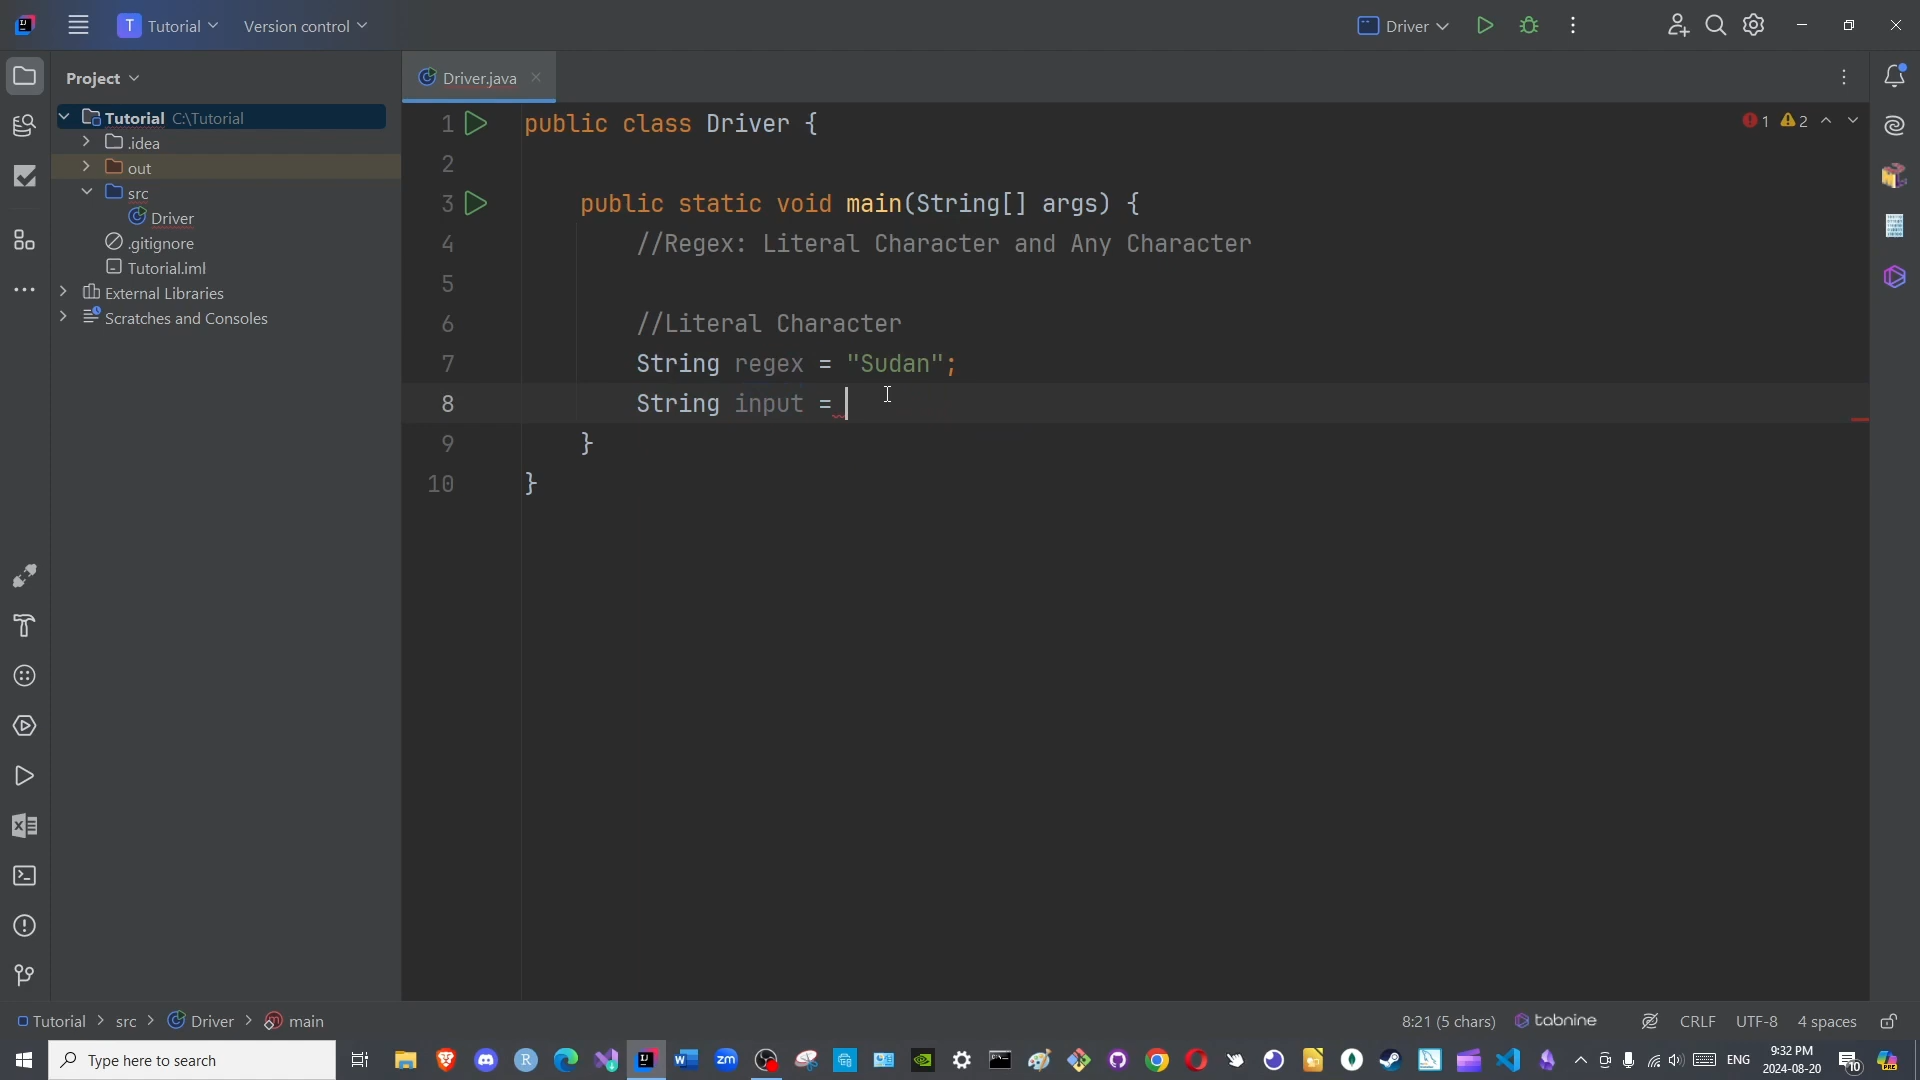 T Tutorial Version control Driver
Project
Driver.java
Tutorial C:\Tutorial
.idea
out
src
Driver
.gitignore
Tutorial.iml
External Libraries
Scratches and Consoles
1 public class Driver {
2
3 public static void main(String[] args) {
4 //Regex: Literal Character and Any Character
5
6 //Literal Character
7 String regex = "Sudan";
8 String input =
9 }
10 }
1 2
Tutorial > src > Driver > main
8:21 (5 chars) tabnine CRLF UTF-8 4 spaces
Type here to search
ENG
9:32 PM
2024-08-20
10